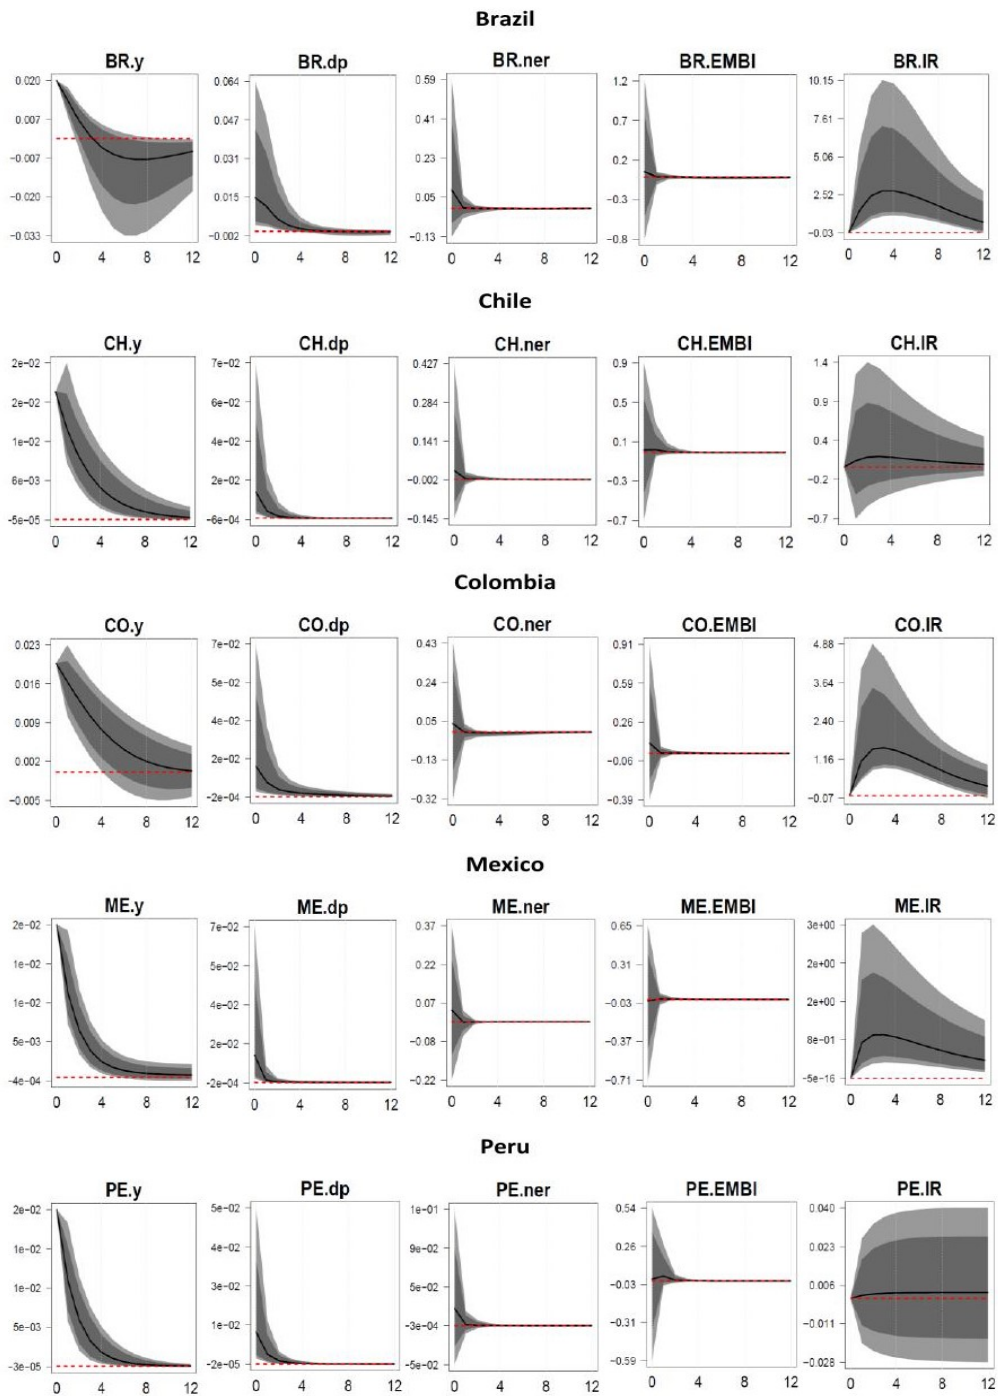 Brazil
BR.y BR.dp BR.ner BR.EMBI BR.IR
0.020 0.064 0.59 1.2 10.15
0.007 0.047 0.41 0.7 7.61
−0.007 0.031 0.23 0.2 5.06
−0.020 0.015 0.05 −0.3 2.52
−0.033 −0.002 −0.13 −0.8 −0.03
0 4 8 12 0 4 8 12 0 4 8 12 0 4 8 12 0 4 8 12
Chile
CH.y CH.dp CH.ner CH.EMBI CH.IR
2e−02 7e−02 0.427 0.9 1.4
2e−02 6e−02 0.284 0.5 0.9
1e−02 4e−02 0.141 0.1 0.4
6e−03 2e−02 −0.002 −0.3 −0.2
−5e−05 −6e−04 −0.145 −0.7 −0.7
0 4 8 12 0 4 8 12 0 4 8 12 0 4 8 12 0 4 8 12
Colombia
CO.y CO.dp CO.ner CO.EMBI CO.IR
0.023 7e−02 0.43 0.91 4.88
0.016 5e−02 0.24 0.59 3.64
0.009 4e−02 0.05 0.26 2.40
0.002 2e−02 −0.13 −0.06 1.16
−0.005 −2e−04 −0.32 −0.39 −0.07
0 4 8 12 0 4 8 12 0 4 8 12 0 4 8 12 0 4 8 12
Mexico
ME.y ME.dp ME.ner ME.EMBI ME.IR
2e−02 7e−02 0.37 0.65 3e+00
1e−02 5e−02 0.22 0.31 2e+00
1e−02 4e−02 0.07 −0.03 2e+00
5e−03 2e−02 −0.08 −0.37 8e−01
−4e−04 −2e−04 −0.22 −0.71 −5e−16
0 4 8 12 0 4 8 12 0 4 8 12 0 4 8 12 0 4 8 12
Peru
PE.y PE.dp PE.ner PE.EMBI PE.IR
2e−02 5e−02 1e−01 0.54 0.040
1e−02 4e−02 9e−02 0.26 0.023
1e−02 3e−02 5e−02 −0.03 0.006
5e−03 1e−02 −3e−04 −0.31 −0.011
−3e−05 −2e−05 −5e−02 −0.59 −0.028
0 4 8 12 0 4 8 12 0 4 8 12 0 4 8 12 0 4 8 12